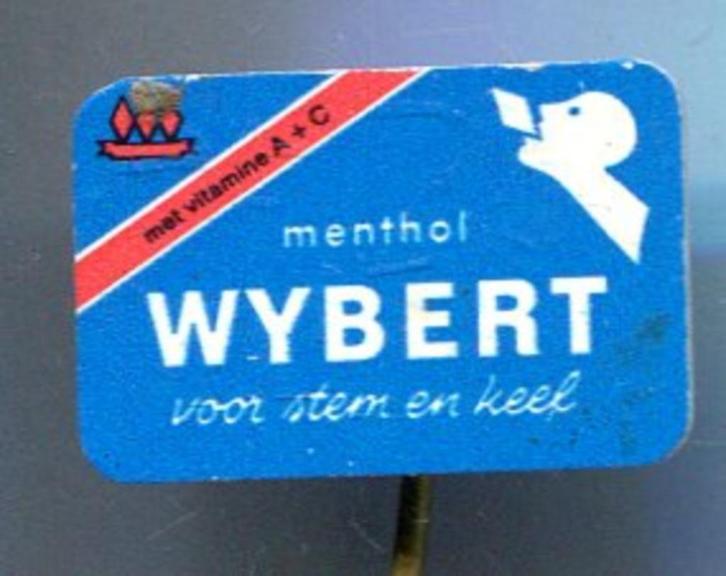 met vitamine A + C
menthol
WYBERT
voor stem en keel